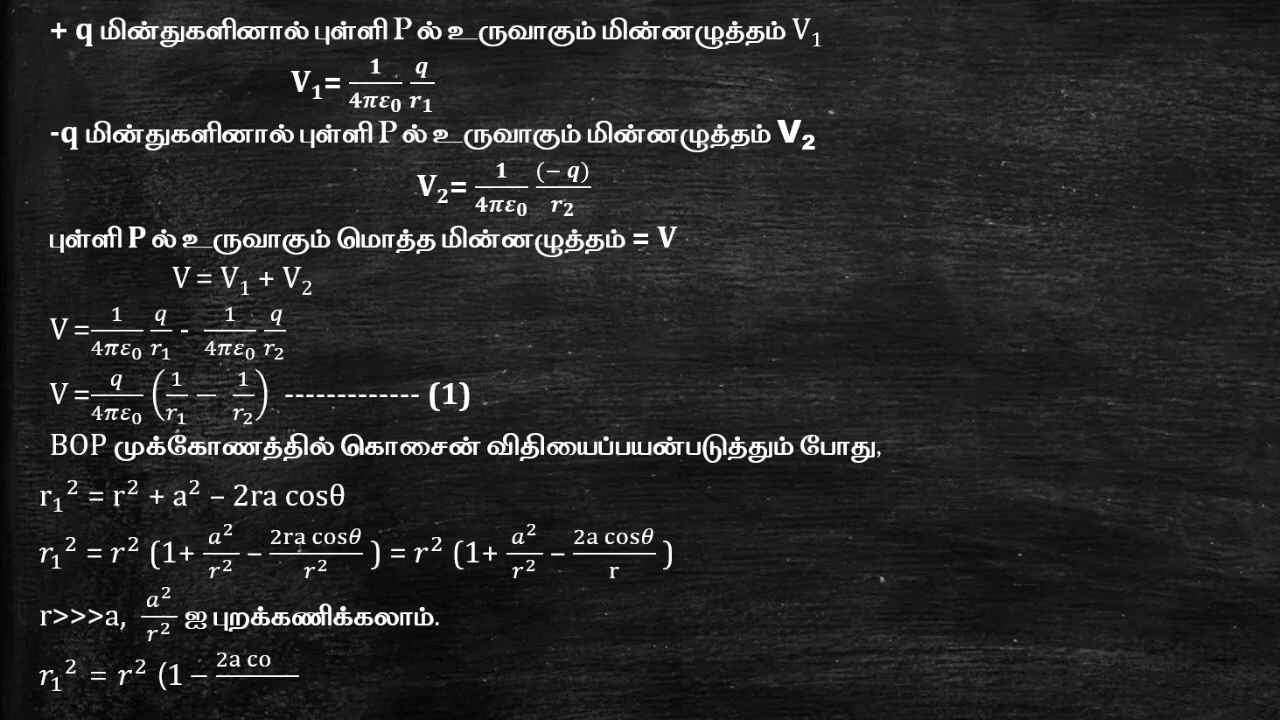 + q மின்துகளினால் புள்ளி P ல் உருவாகும் மின்னழுத்தம் V₁
V₁= 1/4πε₀ q/r₁
-q மின்துகளினால் புள்ளி P ல் உருவாகும் மின்னழுத்தம் V₂
V₂= 1/4πε₀ (− q)/r₂
புள்ளி P ல் உருவாகும் மொத்த மின்னழுத்தம் = V
V = V₁ + V₂
V =1/4πε₀ q/r₁ - 1/4πε₀ q/r₂
V =q/4πε₀ (1/r₁ − 1/r₂) ------------- (1)
BOP முக்கோணத்தில் கொசைன் விதியைப்பயன்படுத்தும் போது,
r₁² = r² + a² – 2ra cosθ
r₁² = r² (1+ a²/r² – 2ra cosθ/r² ) = r² (1+ a²/r² – 2a cosθ/r )
r>>>a, a²/r² ஐ புறக்கணிக்கலாம்.
r₁² = r² (1 – 2a co